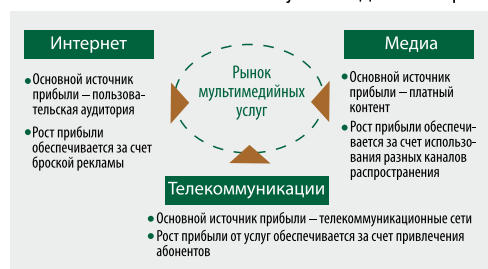 Интернет
• Основной источник
прибыли – пользова-
тельская аудитория
• Рост прибыли
обеспечивается за счет
броской рекламы
Рынок
мультимедийных
услуг
Медиа
• Основной источник
прибыли – платный
контент
• Рост прибыли обеспечи-
вается за счет использо-
вания разных каналов
распространения
Телекоммуникации
• Основной источник прибыли – телекоммуникационные сети
• Рост прибыли от услуг обеспечивается за счет привлечения
абонентов